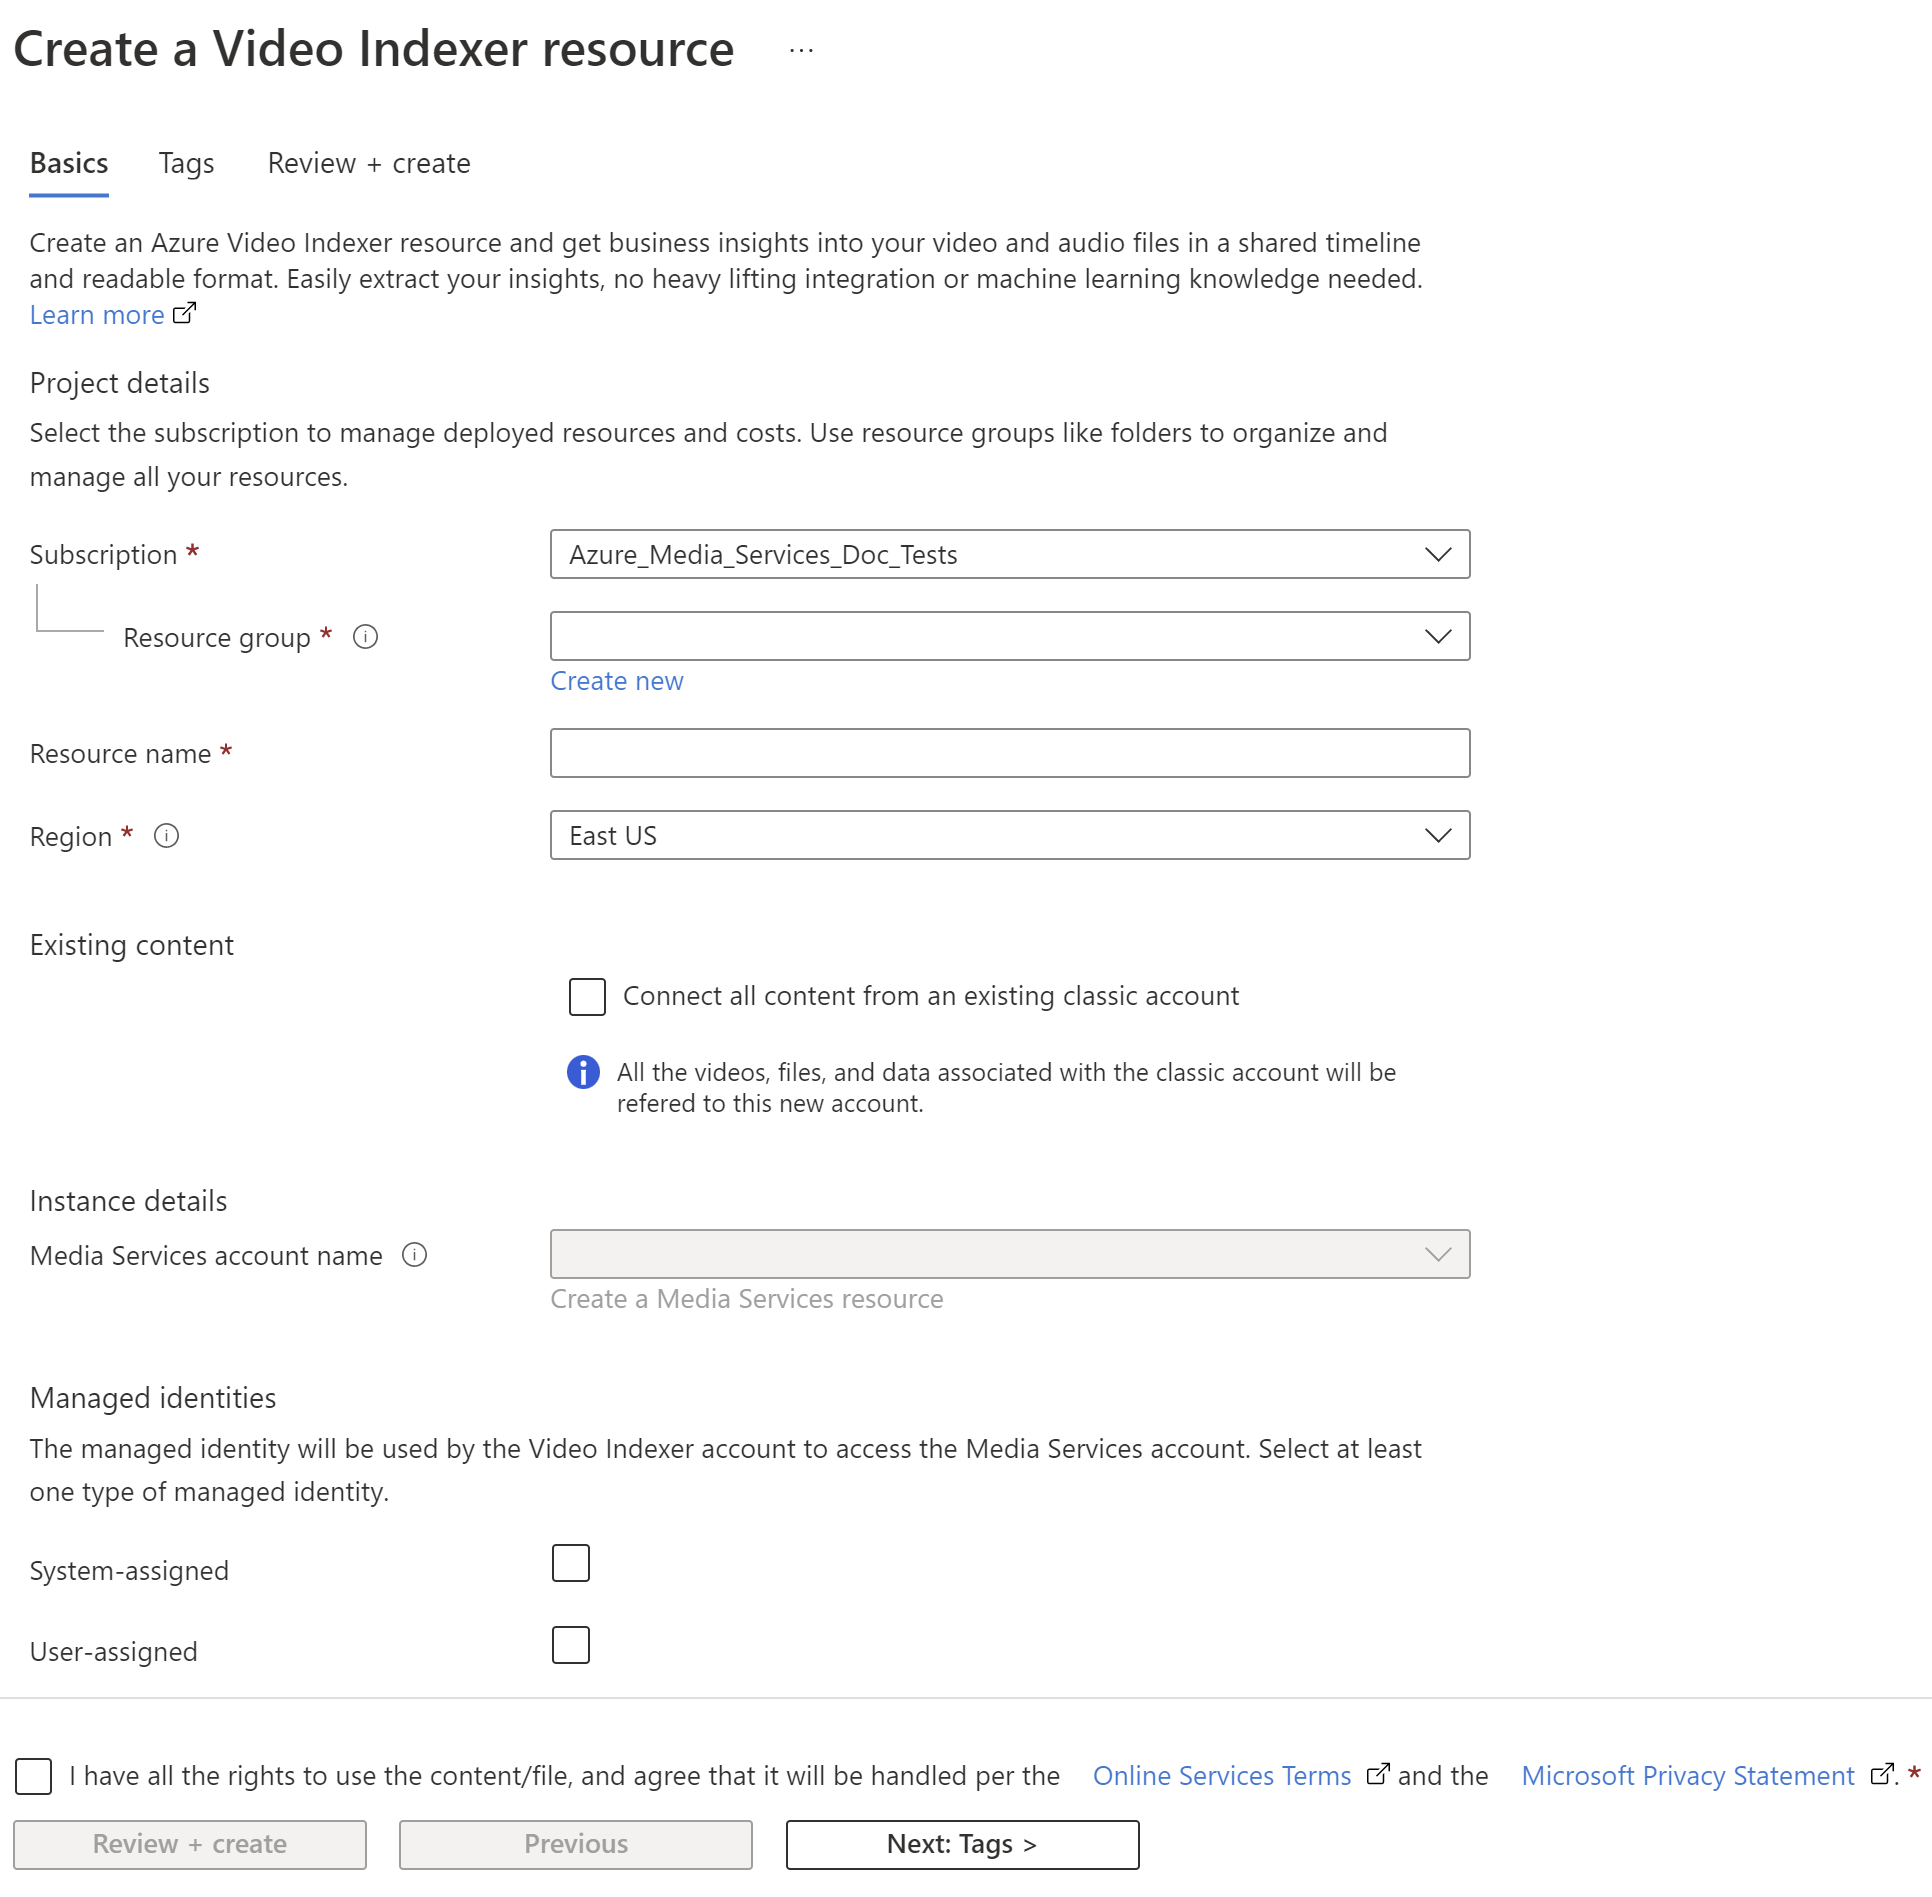 Create a Video Indexer resource ...
Basics Tags Review + create
Create an Azure Video Indexer resource and get business insights into your video and audio files in a shared timeline
and readable format. Easily extract your insights, no heavy lifting integration or machine learning knowledge needed.
Learn more
Project details
Select the subscription to manage deployed resources and costs. Use resource groups like folders to organize and
manage all your resources.
Subscription * Azure_Media_Services_Doc_Tests
Resource group *
Create new
Resource name *
Region * East US
Existing content
Connect all content from an existing classic account
All the videos, files, and data associated with the classic account will be
refered to this new account.
Instance details
Media Services account name
Create a Media Services resource
Managed identities
The managed identity will be used by the Video Indexer account to access the Media Services account. Select at least
one type of managed identity.
System-assigned
User-assigned
I have all the rights to use the content/file, and agree that it will be handled per the Online Services Terms and the Microsoft Privacy Statement . *
Review + create Previous Next: Tags >